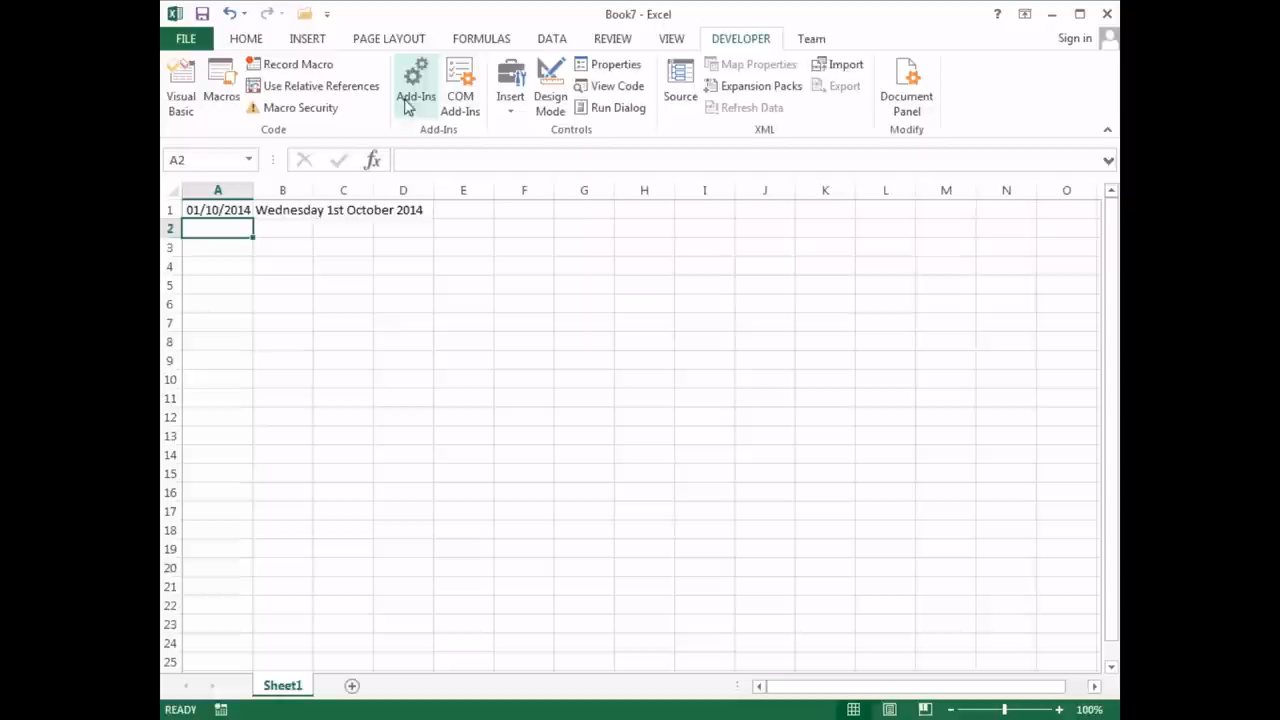 Book7 - Excel
FILE HOME INSERT PAGE LAYOUT FORMULAS DATA REVIEW VIEW DEVELOPER Team Sign in
Visual Basic
Macros
Record Macro
Use Relative References
Macro Security
Code
Add-Ins
COM Add-Ins
Add-Ins
Insert
Design Mode
Properties
View Code
Run Dialog
Controls
Source
Map Properties
Expansion Packs
Refresh Data
Import
Export
XML
Document Panel
Modify
A2
fx
A B C D E F G H I J K L M N O
1 01/10/2014 Wednesday 1st October 2014
2
3
4
5
6
7
8
9
10
11
12
13
14
15
16
17
18
19
20
21
22
23
24
25
Sheet1
READY 100%